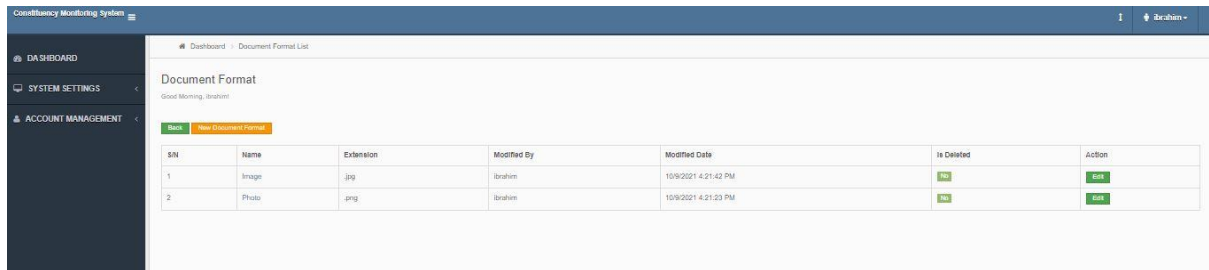 Constituency Monitoring System
ibrahim
Dashboard > Document Format List
DASHBOARD
SYSTEM SETTINGS
ACCOUNT MANAGEMENT
Document Format
Good Morning, ibrahim!
Back New Document Format
S/N Name Extension Modified By Modified Date Is Deleted Action
1 Image .jpg ibrahim 10/9/2021 4:21:42 PM No Edit
2 Photo .png ibrahim 10/9/2021 4:21:23 PM No Edit